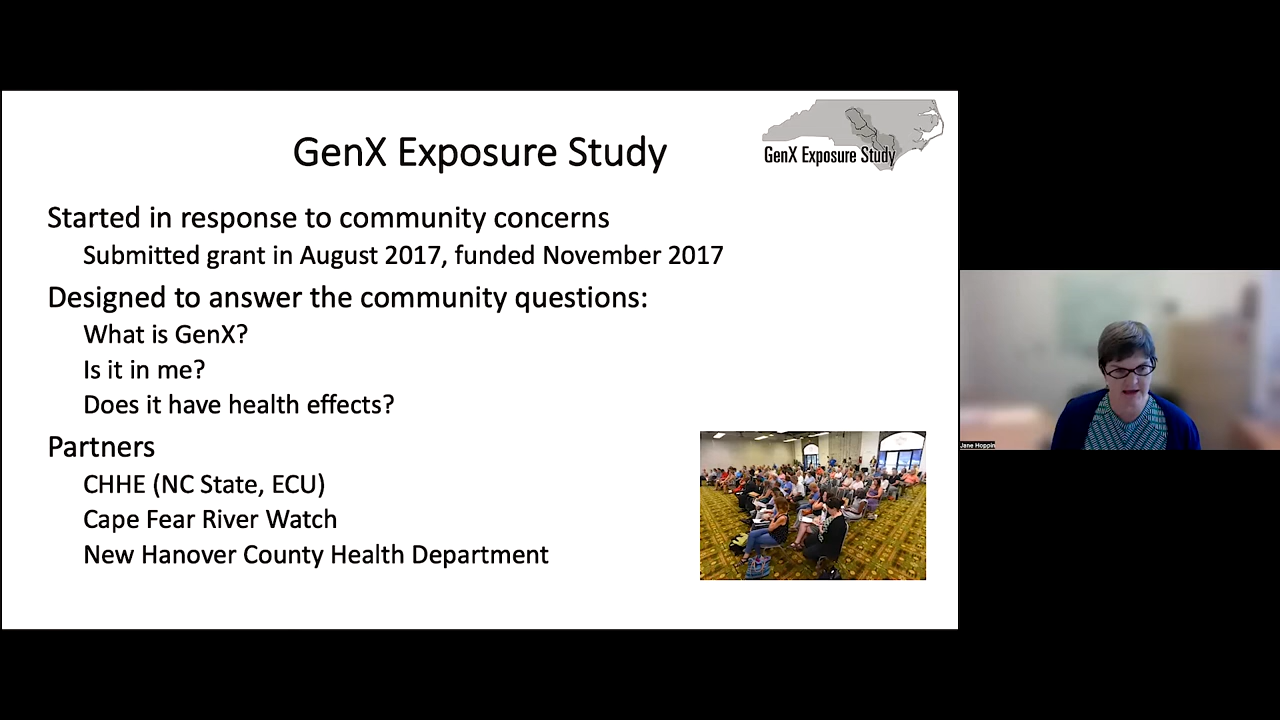 GenX Exposure Study
GenX Exposure Study
Started in response to community concerns
Submitted grant in August 2017, funded November 2017
Designed to answer the community questions:
What is GenX?
Is it in me?
Does it have health effects?
Partners
CHHE (NC State, ECU)
Cape Fear River Watch
New Hanover County Health Department
Jane Hoppin